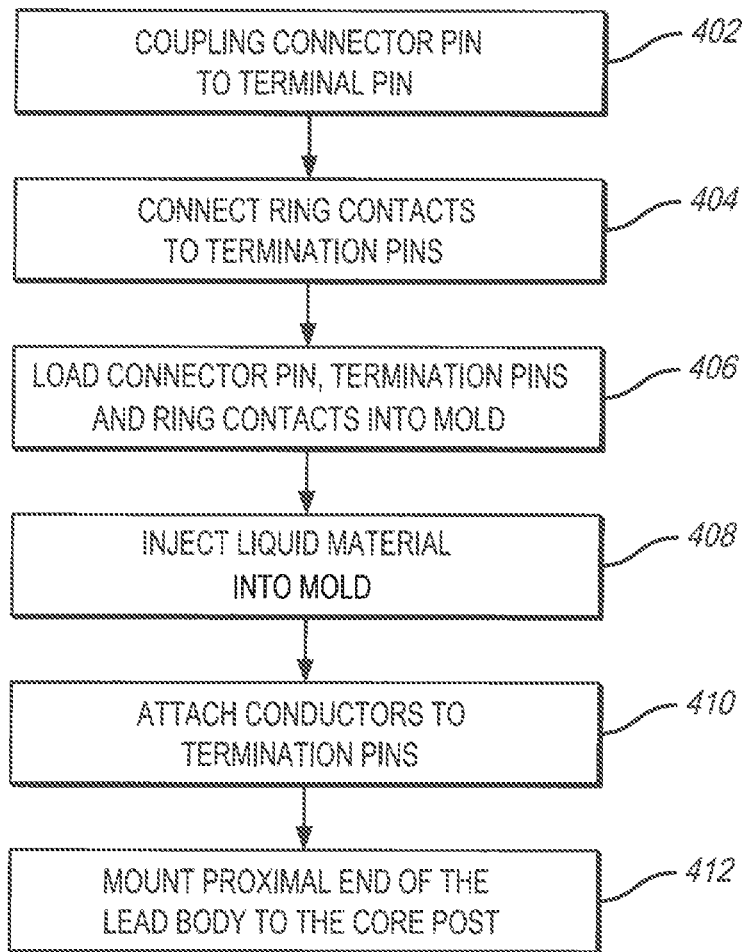 COUPLING CONNECTOR PIN
TO TERMINAL PIN
402
CONNECT RING CONTACTS
TO TERMINATION PINS
404
LOAD CONNECTOR PIN, TERMINATION PINS
AND RING CONTACTS INTO MOLD
406
INJECT LIQUID MATERIAL
INTO MOLD
408
ATTACH CONDUCTORS TO
TERMINATION PINS
410
MOUNT PROXIMAL END OF THE
LEAD BODY TO THE CORE POST
412